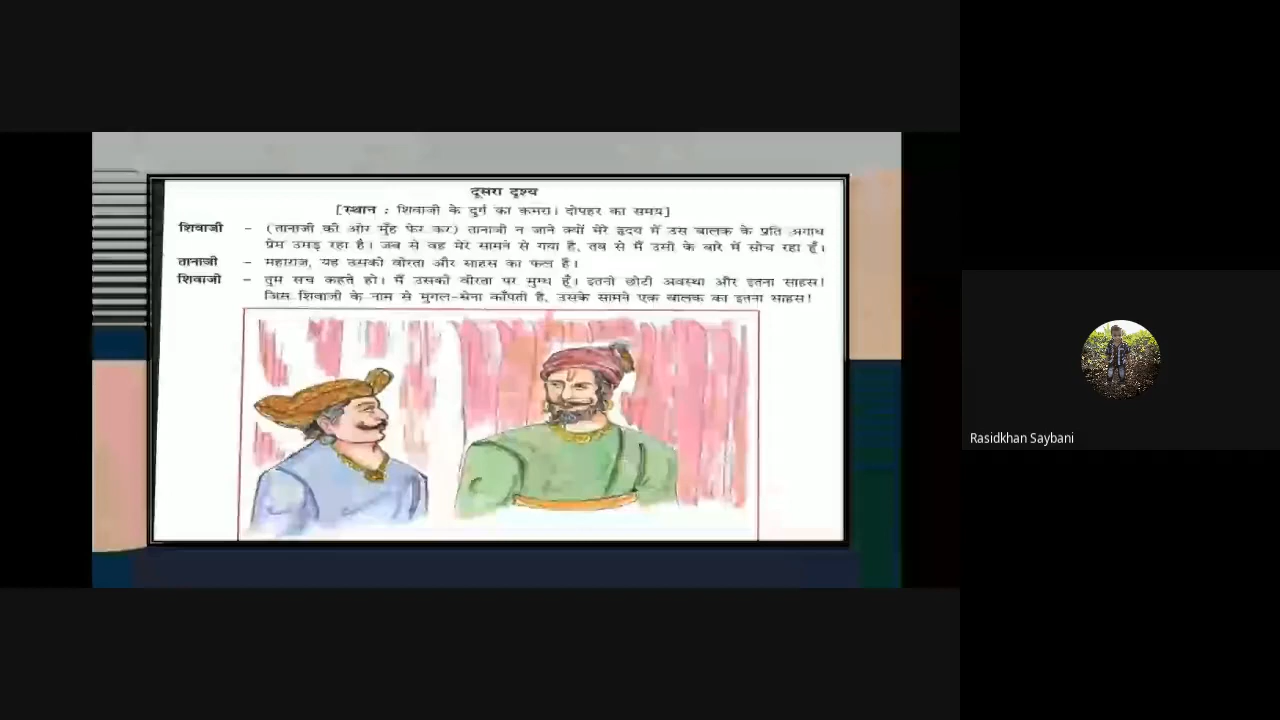 दूसरा दृश्य
[स्थान : शिवाजी के दुर्ग का कमरा। दोपहर का समय]
शिवाजी – (तानाजी की ओर मुँह फेर कर) तानाजी न जाने क्यों मेरे हृदय में उस बालक के प्रति अगाध
प्रेम उमड़ रहा है। जब से वह मेरे सामने से गया है, तब से मैं उसी के बारे में सोच रहा हूँ।
तानाजी – महाराज, यह उसकी वीरता और साहस का फल है।
शिवाजी – तुम सच कहते हो। मैं उसकी वीरता पर मुग्ध हूँ। इतनी छोटी अवस्था और इतना साहस!
जिस शिवाजी के नाम से मुगल-सेना काँपती है, उसके सामने एक बालक का इतना साहस!
Rasidkhan Saybani